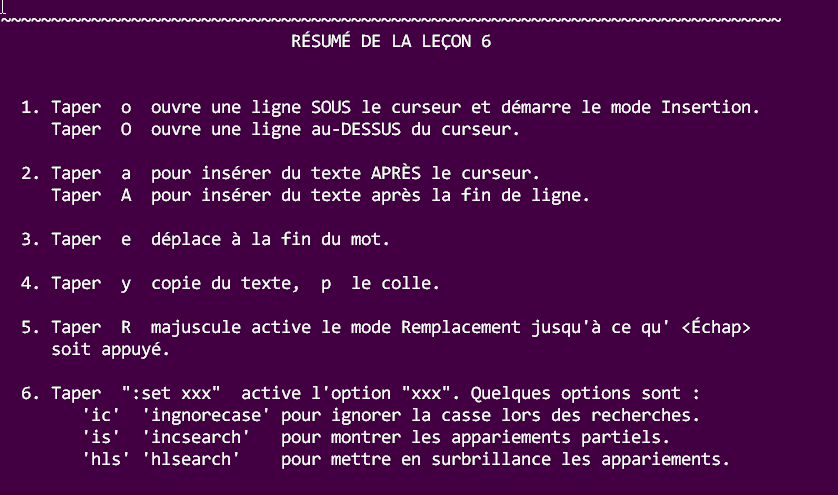 ~~~~~~~~~~~~~~~~~~~~~~~~~~~~~~~~~~~~~~~~~~~~~~~~~~~~~~~~~~~~~~~~~~~~~~~~~~~~~~
RÉSUMÉ DE LA LEÇON 6
1. Taper  o  ouvre une ligne SOUS le curseur et démarre le mode Insertion.
Taper  O  ouvre une ligne au-DESSUS du curseur.
2. Taper  a  pour insérer du texte APRÈS le curseur.
Taper  A  pour insérer du texte après la fin de ligne.
3. Taper  e  déplace à la fin du mot.
4. Taper  y  copie du texte,  p  le colle.
5. Taper  R  majuscule active le mode Remplacement jusqu'à ce qu' <Échap>
soit appuyé.
6. Taper  ":set xxx"  active l'option "xxx". Quelques options sont :
'ic'  'ingnorecase' pour ignorer la casse lors des recherches.
'is'  'incsearch'   pour montrer les appariements partiels.
'hls' 'hlsearch'    pour mettre en surbrillance les appariements.